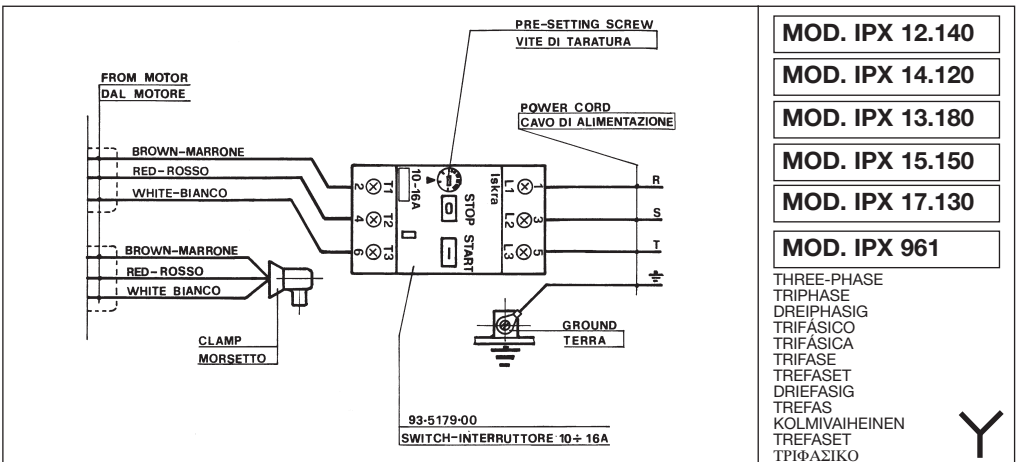 PRE-SETTING SCREW
VITE DI TARATURA
FROM MOTOR
DAL MOTORE
POWER CORD
CAVO DI ALIMENTAZIONE
BROWN-MARRONE
RED-ROSSO
WHITE-BIANCO
2 T1
4 T2
6 T3
10-16A
STOP
0
START
I
Iskra
L1 1
L2 3
L3 5
R
S
T
BROWN-MARRONE
RED-ROSSO
WHITE BIANCO
CLAMP
MORSETTO
GROUND
TERRA
93-5179-00
SWITCH-INTERRUTTORE 10÷16A
MOD. IPX 12.140
MOD. IPX 14.120
MOD. IPX 13.180
MOD. IPX 15.150
MOD. IPX 17.130
MOD. IPX 961
THREE-PHASE
TRIPHASE
DREIPHASIG
TRIFÁSICO
TRIFÁSICA
TRIFASE
TREFASET
DRIEFASIG
TREFAS
KOLMIVAIHEINEN
TREFASET
ΤΡΙΦΑΣΙΚΟ